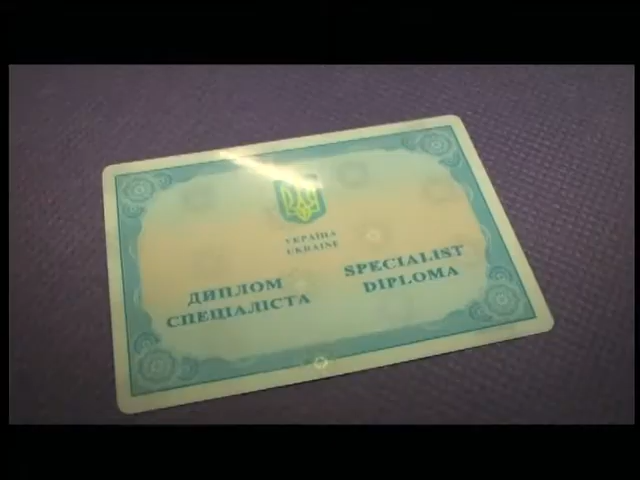 УКРАЇНА
UKRAINE
ДИПЛОМ
СПЕЦІАЛІСТА
SPECIALIST
DIPLOMA